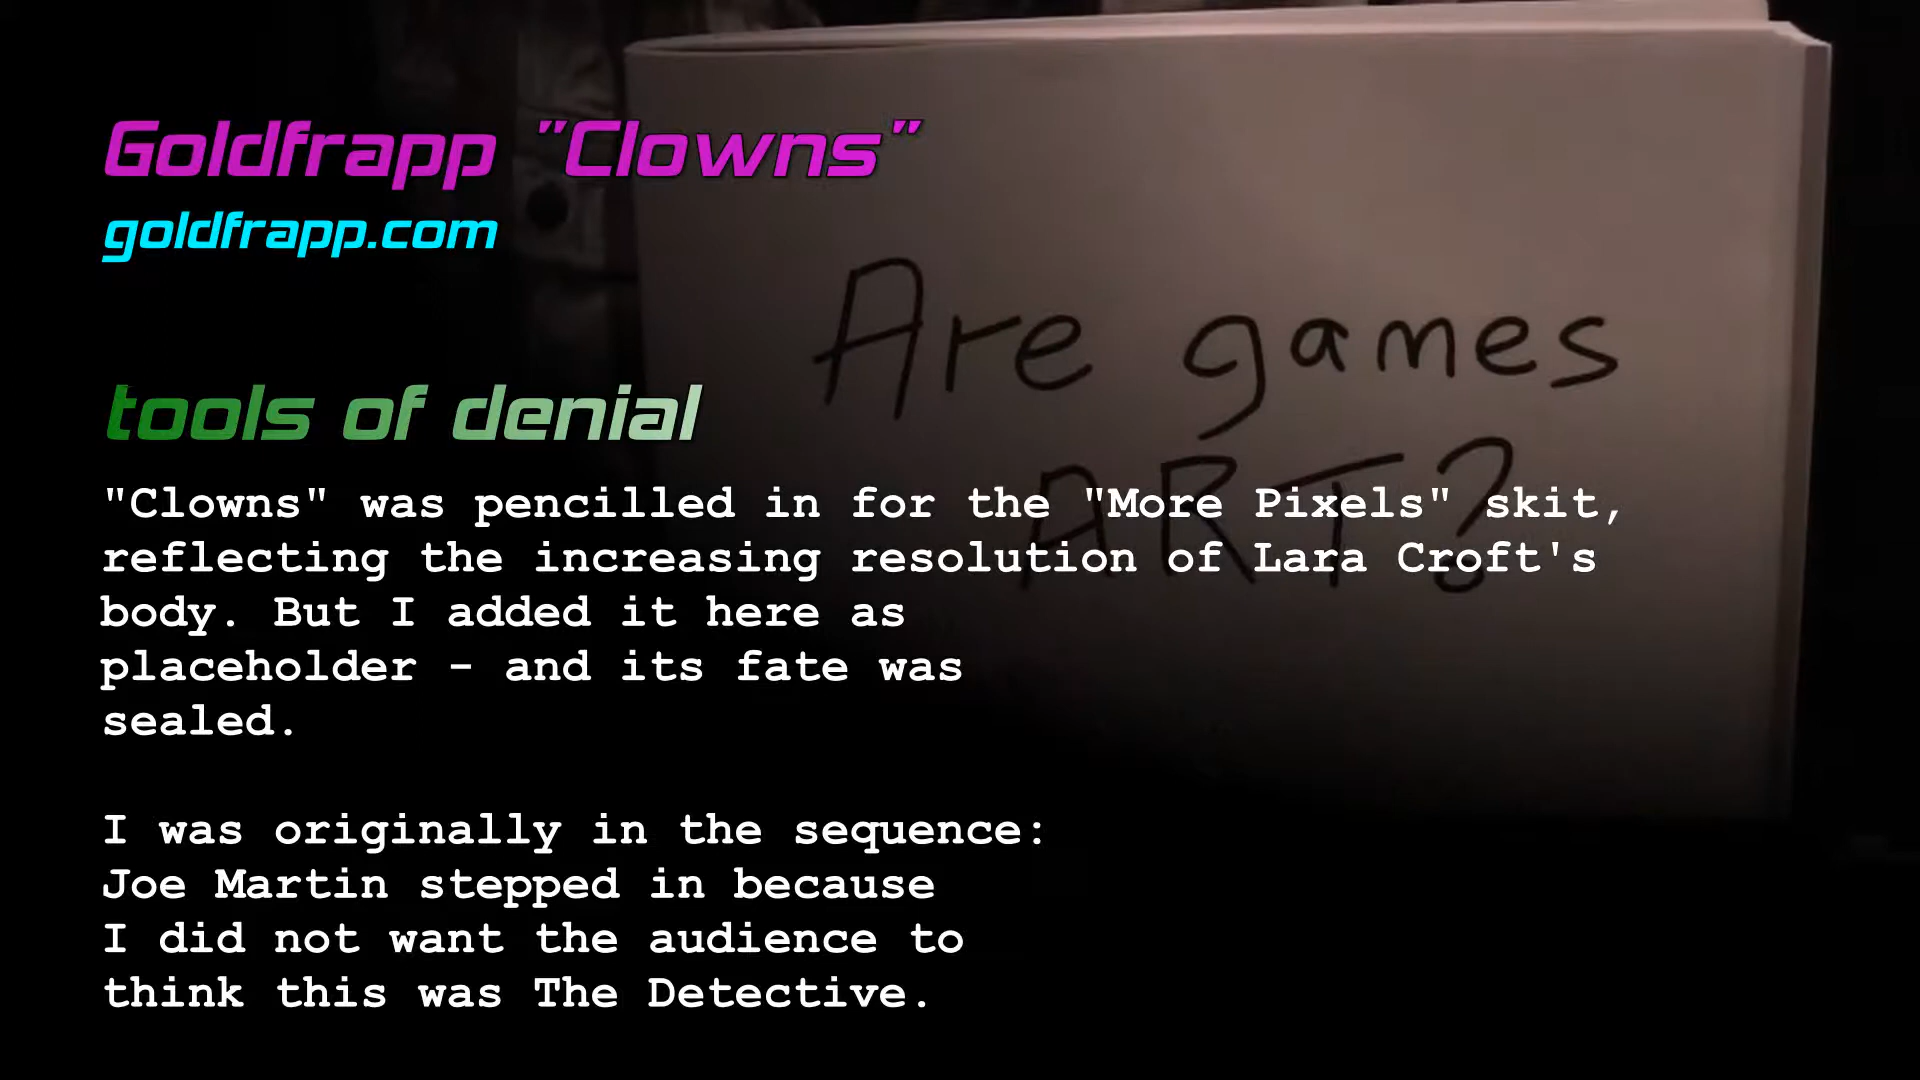 Goldfrapp "Clowns"
goldfrapp.com
Are games
ART?
tools of denial
"Clowns" was pencilled in for the "More Pixels" skit,
reflecting the increasing resolution of Lara Croft's
body. But I added it here as
placeholder - and its fate was
sealed.
I was originally in the sequence:
Joe Martin stepped in because
I did not want the audience to
think this was The Detective.